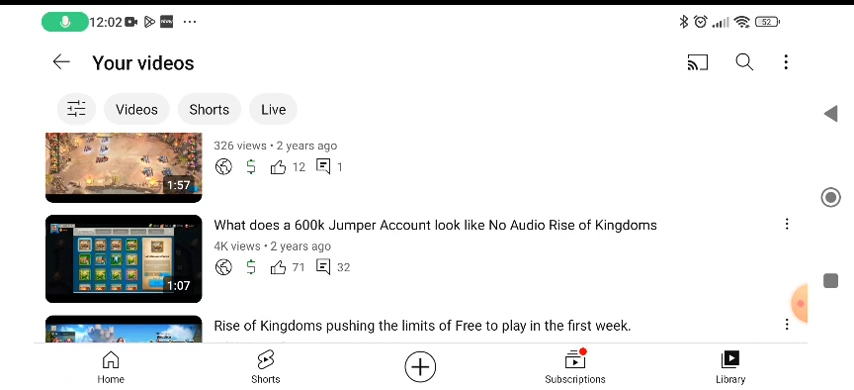 12:02
52
Your videos
Videos
Shorts
Live
326 views • 2 years ago
12
1
1:57
What does a 600k Jumper Account look like No Audio Rise of Kingdoms
4K views • 2 years ago
71
32
1:07
Rise of Kingdoms pushing the limits of Free to play in the first week.
Home
Shorts
Subscriptions
Library